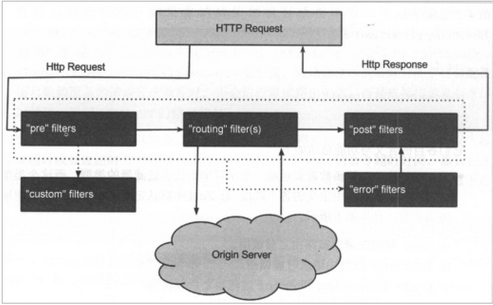 HTTP Request
Http Request
Http Response
"pre" filters
"routing" filter(s)
"post" filters
"custom" filters
"error" filters
Origin Server